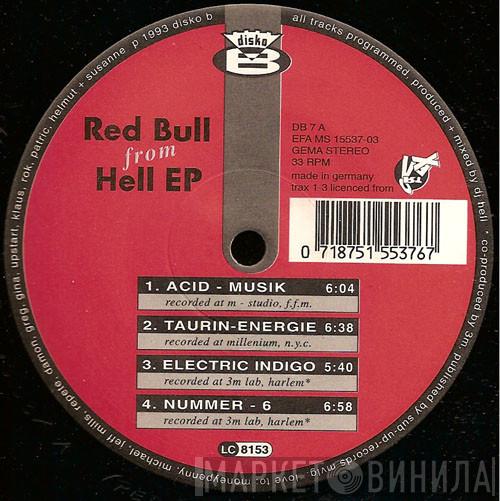 disko
B
Red Bull
from
Hell EP
DB 7 A
EFA MS 15537-03
GEMA STEREO
33 RPM
made in germany
trax 1-3 licenced from
0 718751 553767
1. ACID - MUSIK 6:04
recorded at m - studio, f.f.m.
2. TAURIN-ENERGIE 6:38
recorded at millenium, n.y.c.
3. ELECTRIC INDIGO 5:40
recorded at 3m lab, harlem*
4. NUMMER - 6 6:58
recorded at 3m lab, harlem*
LC 8153
all tracks programmed, produced + mixed by dj hell * co-produced by 3m, published by sub-up-records mvlg. love to monepenny, michael, jeff mills, repete, damon, greg, gina, upstart, klaus, rok, patric, helmut + susanne p 1993 disko b
МАРКЕТ ВИНИЛА